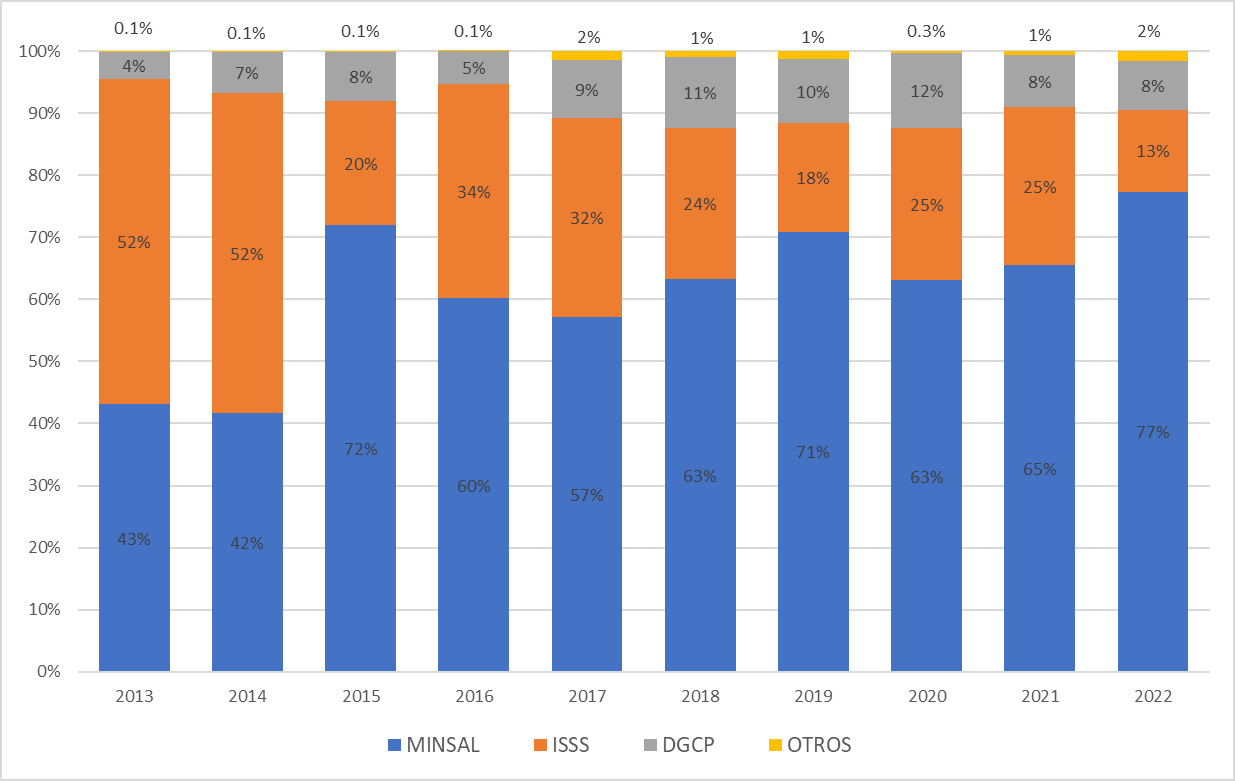 0.1% 0.1% 0.1% 0.1% 2% 1% 1% 0.3% 1% 2%
100%
4% 7% 8% 5% 9% 11% 10% 12% 8% 8%
90%
52% 52% 20% 34% 32% 24% 18% 25% 25% 13%
80%
70%
60%
50%
43% 42% 72% 60% 57% 63% 71% 63% 65% 77%
40%
30%
20%
10%
0%
2013 2014 2015 2016 2017 2018 2019 2020 2021 2022
MINSAL ISSS DGCP OTROS